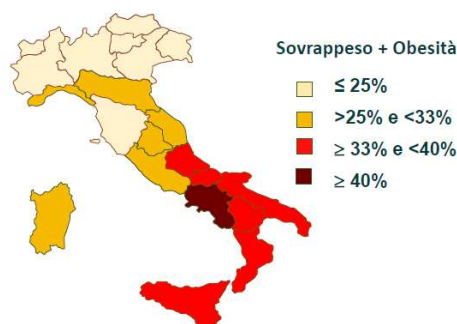 Sovrappeso + Obesità
≤ 25%
>25% e <33%
≥ 33% e <40%
≥ 40%